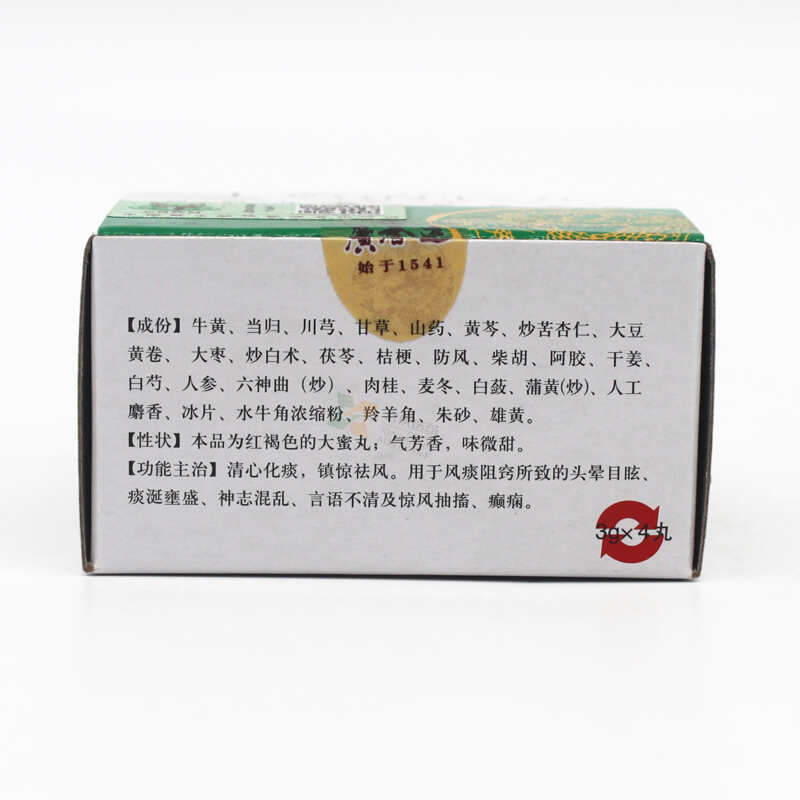 始于1541
【成份】牛黄、当归、川芎、甘草、山药、黄芩、炒苦杏仁、大豆
黄卷、 大枣、炒白术、茯苓、桔梗、防风、柴胡、阿胶、干姜、
白芍、人参、六神曲（炒）、肉桂、麦冬、白蔹、蒲黄(炒)、人工
麝香、冰片、水牛角浓缩粉、羚羊角、朱砂、雄黄。
【性状】本品为红褐色的大蜜丸；气芳香，味微甜。
【功能主治】清心化痰，镇惊祛风。用于风痰阻窍所致的头晕目眩、
痰涎壅盛、神志混乱、言语不清及惊风抽搐、癫痫。
3g×4丸